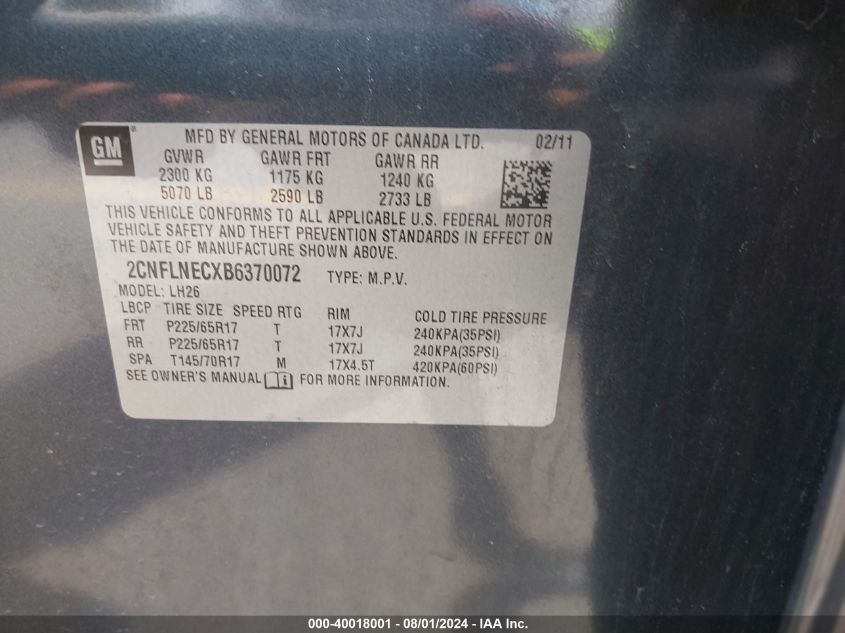 GM
MFD BY GENERAL MOTORS OF CANADA LTD. 02/11
GVWR GAWR FRT GAWR RR
2300 KG 1175 KG 1240 KG
5070 LB 2590 LB 2733 LB
THIS VEHICLE CONFORMS TO ALL APPLICABLE U.S. FEDERAL MOTOR
VEHICLE SAFETY AND THEFT PREVENTION STANDARDS IN EFFECT ON
THE DATE OF MANUFACTURE SHOWN ABOVE.
2CNFLNECXB6370072 TYPE: M.P.V.
MODEL: LH26
LBCP TIRE SIZE SPEED RTG RIM COLD TIRE PRESSURE
FRT P225/65R17 T 17X7J 240KPA(35PSI)
RR P225/65R17 T 17X7J 240KPA(35PSI)
SPA T145/70R17 M 17X4.5T 420KPA(60PSI)
SEE OWNER'S MANUAL i FOR MORE INFORMATION.
000-40018001 - 08/01/2024 - IAA Inc.